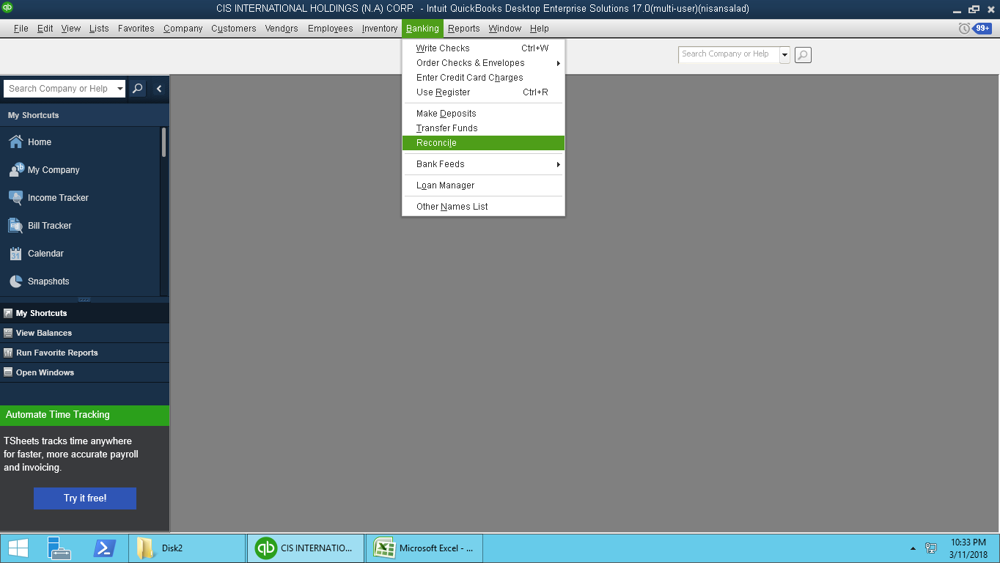 qb CIS INTERNATIONAL HOLDINGS (N.A) CORP. - Intuit QuickBooks Desktop Enterprise Solutions 17.0(multi-user)(nisansalad)
File Edit View Lists Favorites Company Customers Vendors Employees Inventory Banking Reports Window Help 99+
Write Checks Ctrl+W
Order Checks & Envelopes
Enter Credit Card Charges
Use Register Ctrl+R
Make Deposits
Transfer Funds
Reconcile
Bank Feeds
Loan Manager
Other Names List
Search Company or Help
Search Company or Help
My Shortcuts
Home
My Company
Income Tracker
Bill Tracker
31 Calendar
Snapshots
My Shortcuts
View Balances
Run Favorite Reports
Open Windows
Automate Time Tracking
TSheets tracks time anywhere
for faster, more accurate payroll
and invoicing.
Try it free!
Disk2
qb CIS INTERNATIO...
Microsoft Excel - ...
10:33 PM
3/11/2018